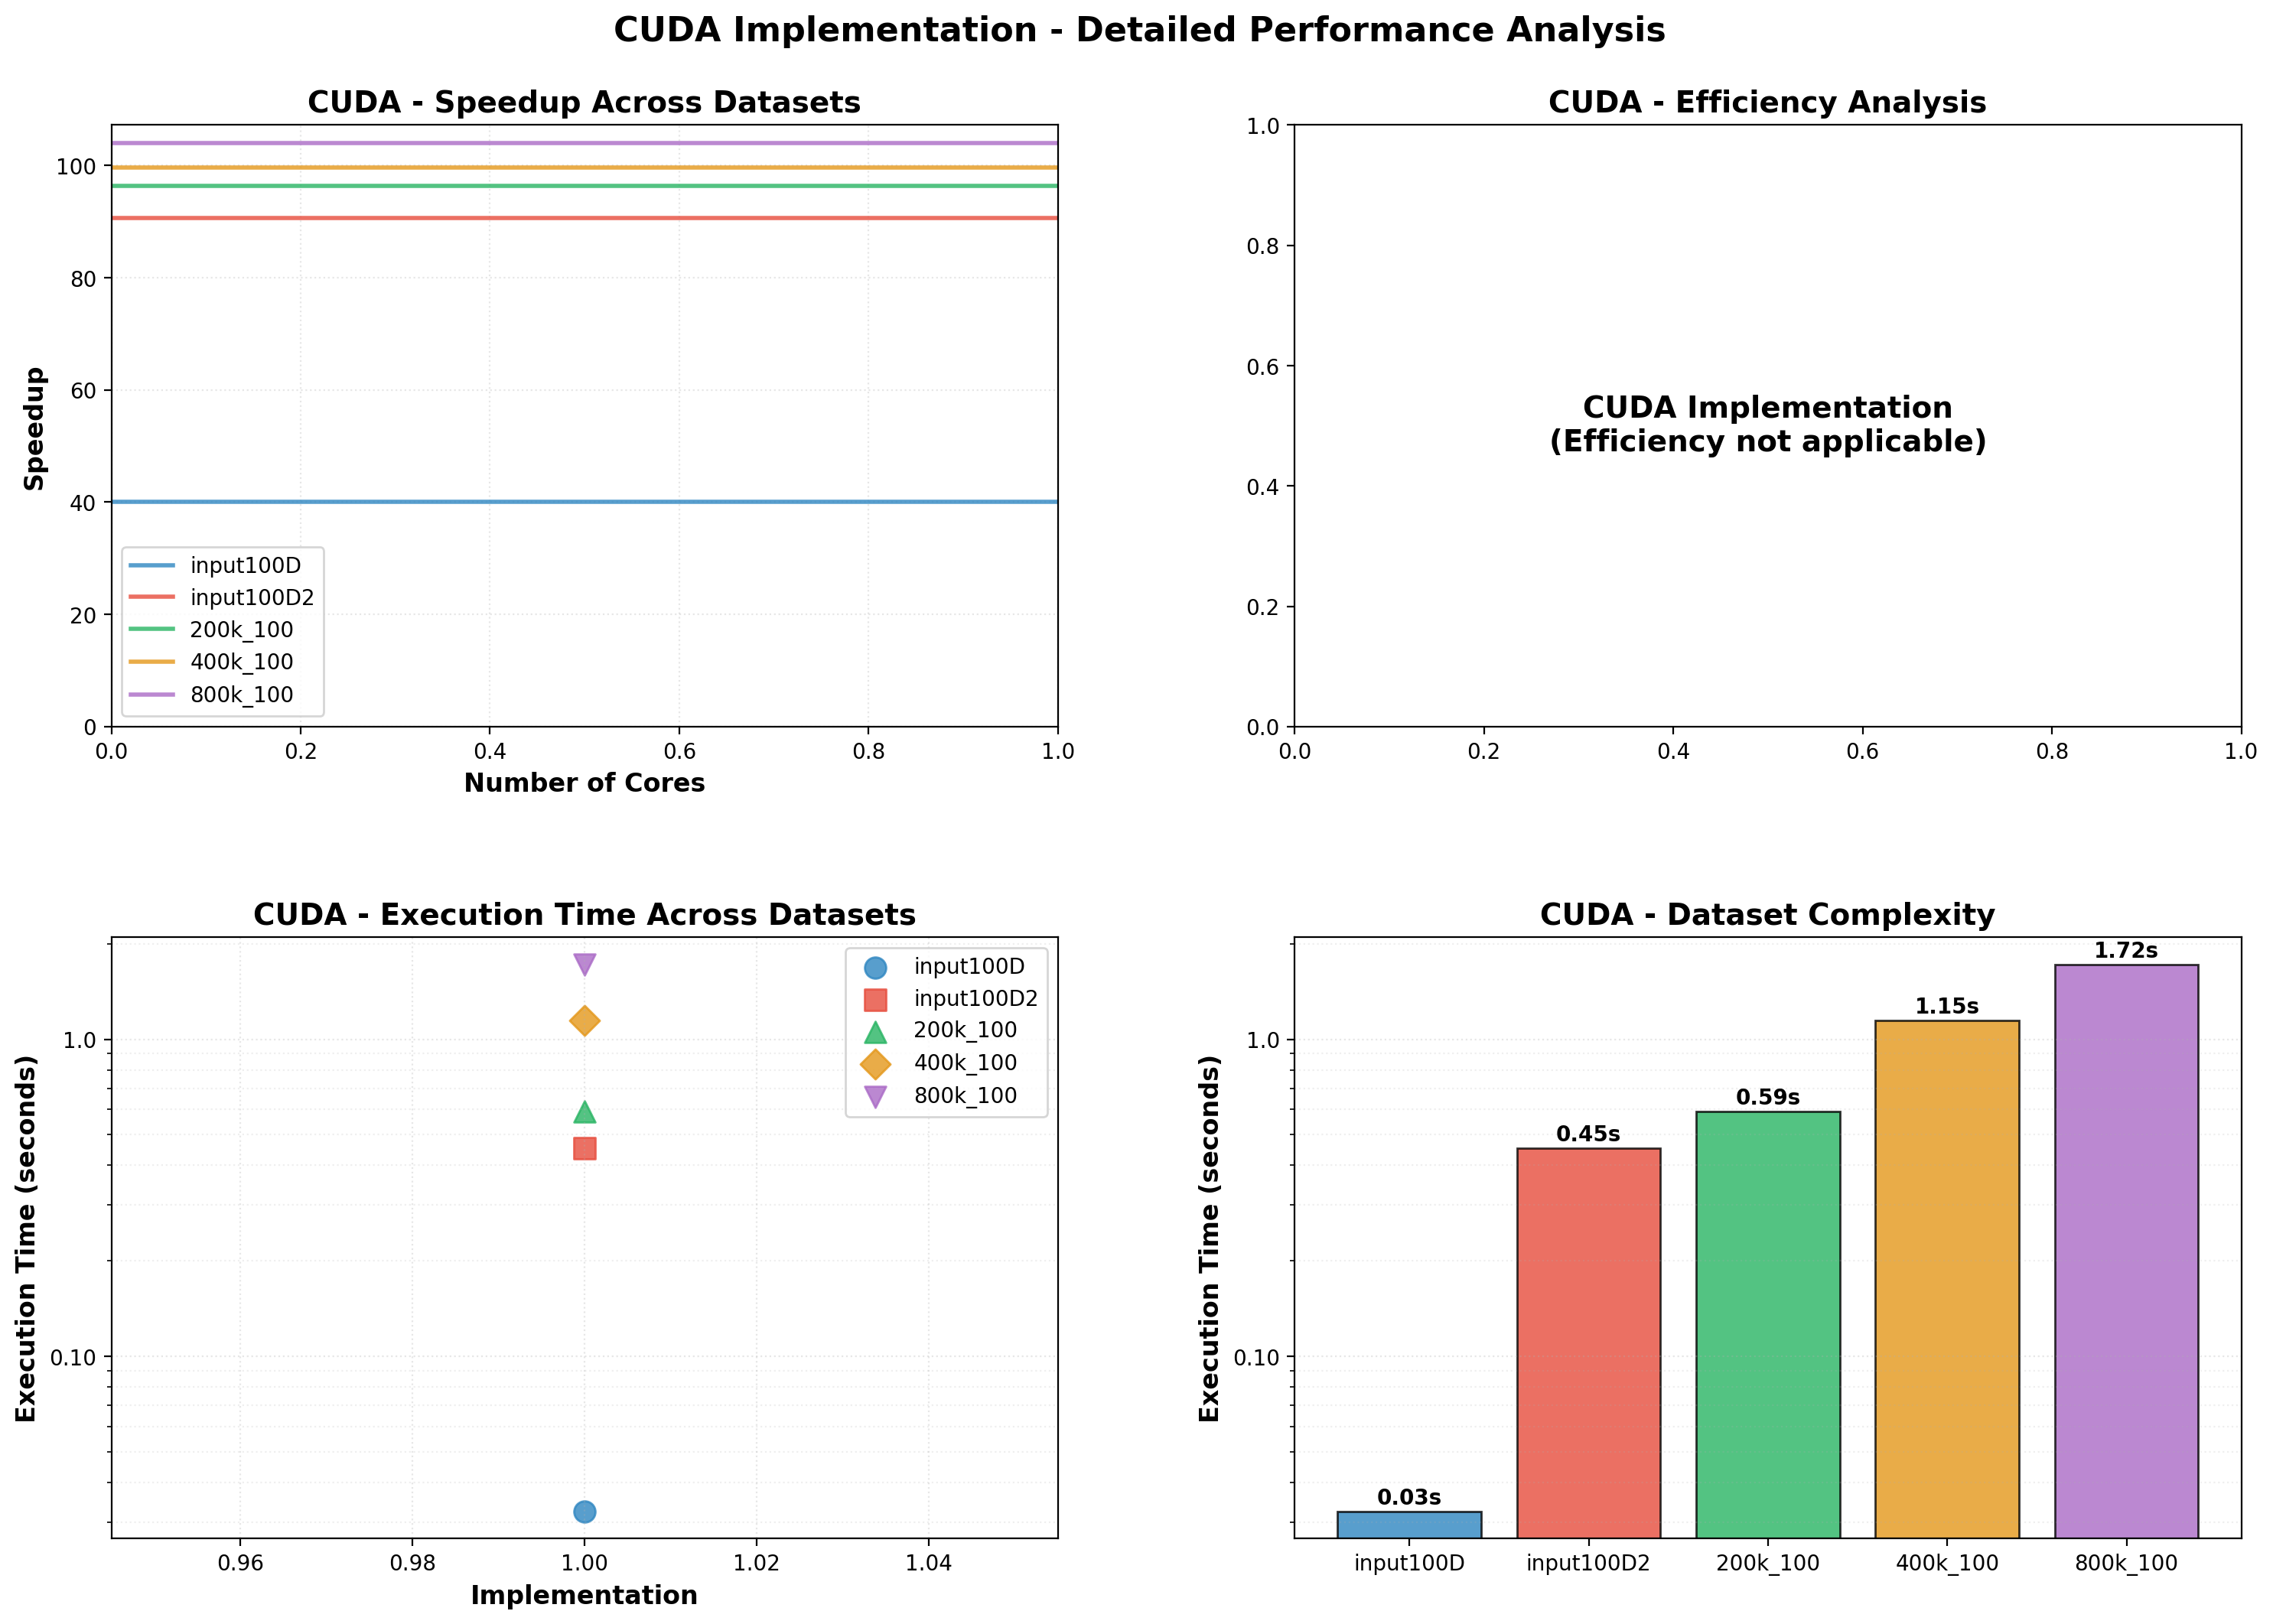 CUDA Implementation - Detailed Performance Analysis
CUDA - Speedup Across Datasets
Speedup
100
80
60
40
20
0
input100D
input100D2
200k_100
400k_100
800k_100
0.0 0.2 0.4 0.6 0.8 1.0
Number of Cores
CUDA - Efficiency Analysis
1.0
0.8
0.6
0.4
0.2
0.0
CUDA Implementation
(Efficiency not applicable)
0.0 0.2 0.4 0.6 0.8 1.0
CUDA - Execution Time Across Datasets
Execution Time (seconds)
1.0
0.10
input100D
input100D2
200k_100
400k_100
800k_100
0.96 0.98 1.00 1.02 1.04
Implementation
CUDA - Dataset Complexity
Execution Time (seconds)
1.0
0.10
1.72s
1.15s
0.59s
0.45s
0.03s
input100D input100D2 200k_100 400k_100 800k_100